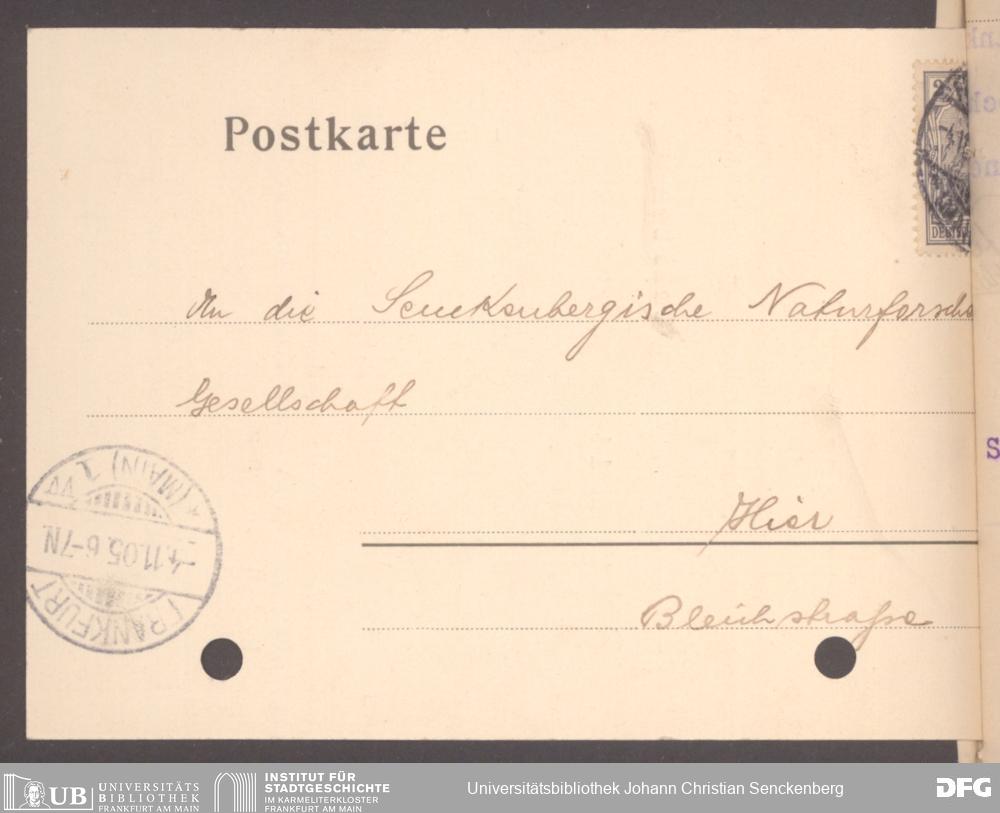 Postkarte
An die Senckenbergische Naturforscho
Gesellschaft
Hier
Bleichstraße
FRANKFURT
(MAIN) 1
4.11.05. 6-7N.
S
UB UNIVERSITÄTS
BIBLIOTHEK
FRANKFURT AM MAIN
INSTITUT FÜR
STADTGESCHICHTE
IM KARMELITERKLOSTER
FRANKFURT AM MAIN
Universitätsbibliothek Johann Christian Senckenberg
DFG